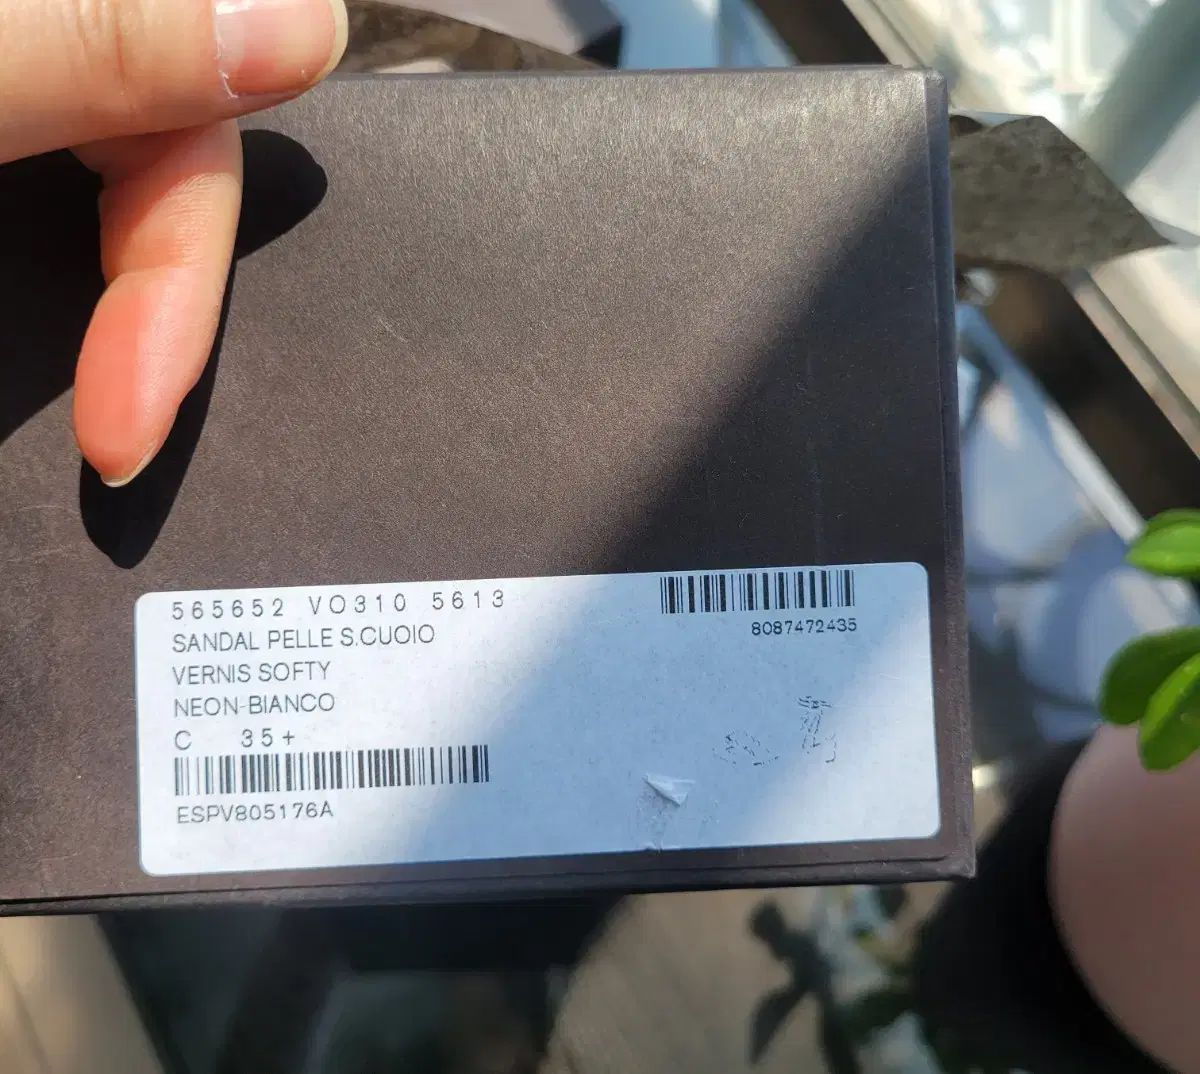 565652 VO310 5613
8087472435
SANDAL PELLE S.CUOIO
VERNIS SOFTY
NEON-BIANCO
C 35+
ESPV805176A